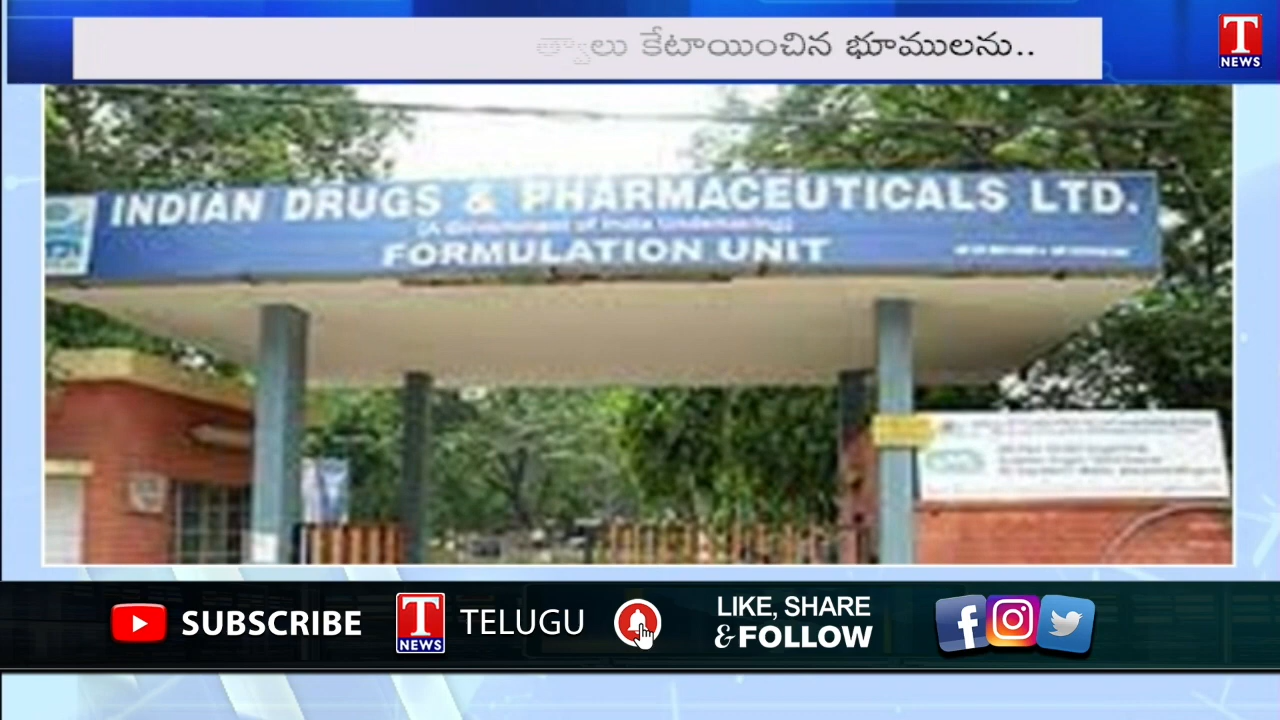 కేటాయించిన భూములను..
T
NEWS
INDIAN DRUGS & PHARMACEUTICALS LTD.
(A Government of India Undertaking)
FORMULATION UNIT
SUBSCRIBE
T
NEWS
TELUGU
LIKE, SHARE
& FOLLOW